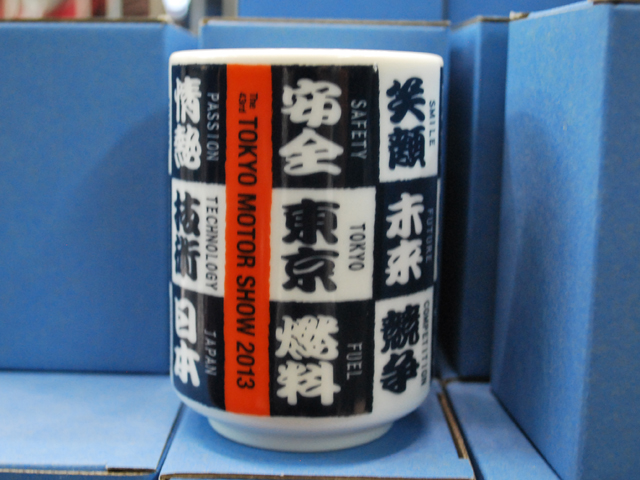 情熱
PASSION
技術
TECHNOLOGY
日本
JAPAN
The 43rd
TOKYO MOTOR SHOW 2013
安全
SAFETY
東京
TOKYO
燃料
FUEL
笑顔
SMILE
未来
FUTURE
競争
COMPETITION